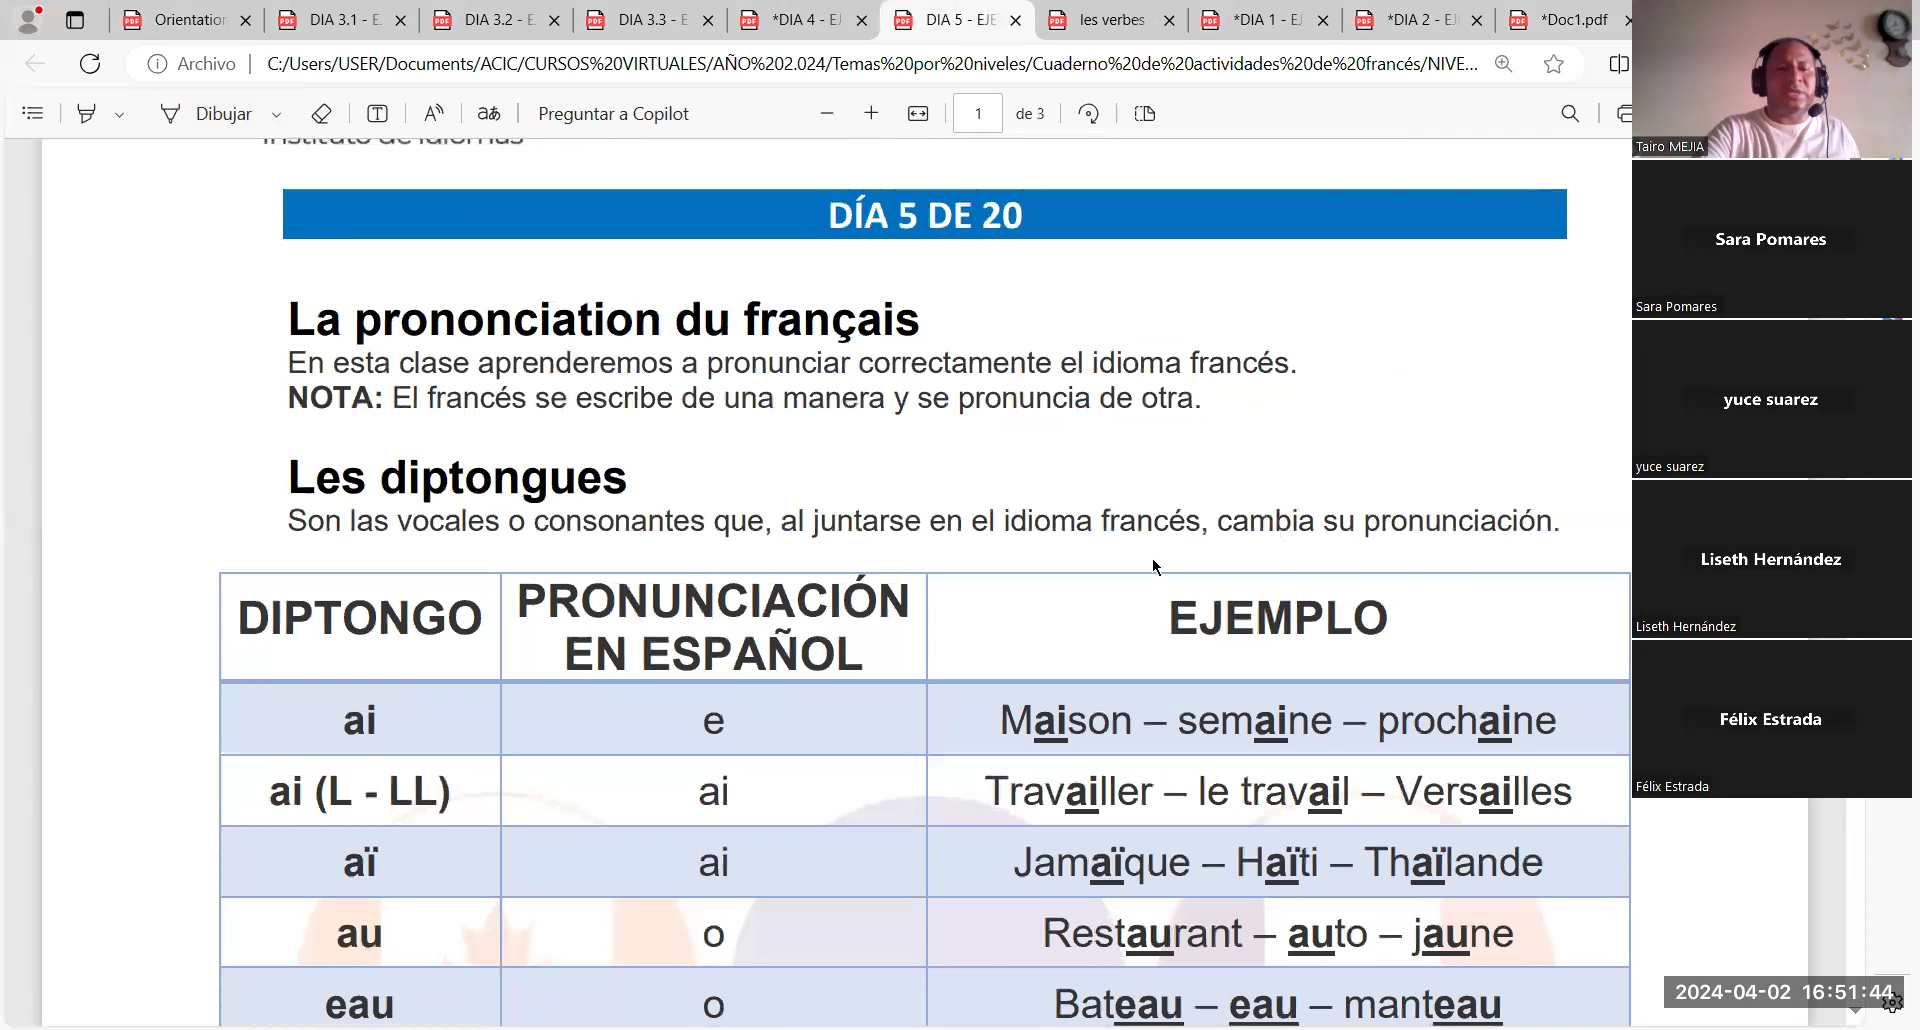 Orientation
DIA 3.1 - E
DIA 3.2 - E
DIA 3.3 - E
*DIA 4 - EJ
DIA 5 - EJE
les verbes
*DIA 1 - EJ
*DIA 2 - EJ
*Doc1.pdf
Archivo
C:/Users/USER/Documents/ACIC/CURSOS%20VIRTUALES/AÑO%202.024/Temas%20por%20niveles/Cuaderno%20de%20actividades%20de%20francés/NIVE...
Dibujar
Preguntar a Copilot
1
de 3
Instituto de Idiomas
DÍA 5 DE 20
La prononciation du français
En esta clase aprenderemos a pronunciar correctamente el idioma francés.
NOTA: El francés se escribe de una manera y se pronuncia de otra.
Les diptongues
Son las vocales o consonantes que, al juntarse en el idioma francés, cambia su pronunciación.
DIPTONGO
PRONUNCIACIÓN
EN ESPAÑOL
EJEMPLO
ai
e
Maison – semaine – prochaine
ai (L - LL)
ai
Travailler – le travail – Versailles
aï
ai
Jamaïque – Haïti – Thaïlande
au
o
Restaurant – auto – jaune
eau
o
Bateau – eau – manteau
Tairo MEJIA
Sara Pomares
Sara Pomares
yuce suarez
yuce suarez
Liseth Hernández
Liseth Hernández
Félix Estrada
Félix Estrada
2024-04-02 16:51:44